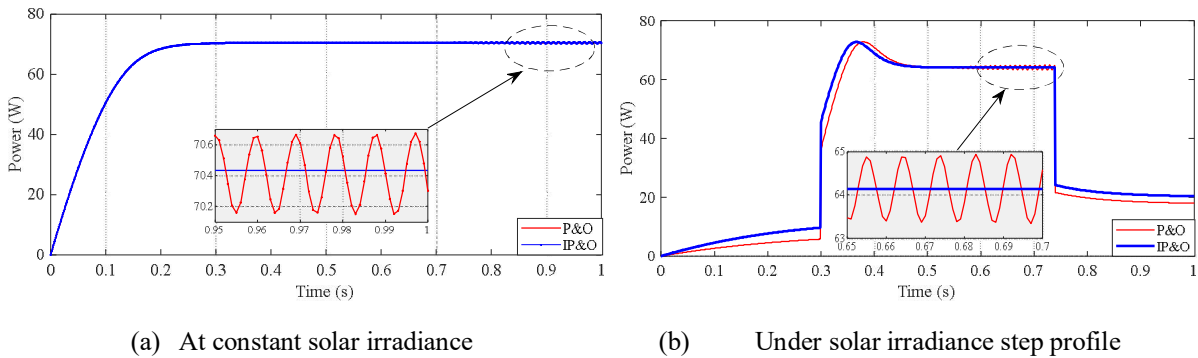 80
60
40
20
0
Power (W)
70.6
70.4
70.2
0.95 0.96 0.97 0.98 0.99 1
P&O
IP&O
0 0.1 0.2 0.3 0.4 0.5 0.6 0.7 0.8 0.9 1
Time (s)
(a) At constant solar irradiance
80
60
40
20
0
Power (W)
65
64
63
0.65 0.66 0.67 0.68 0.69 0.7
P&O
IP&O
0 0.1 0.2 0.3 0.4 0.5 0.6 0.7 0.8 0.9 1
Time (s)
(b) Under solar irradiance step profile